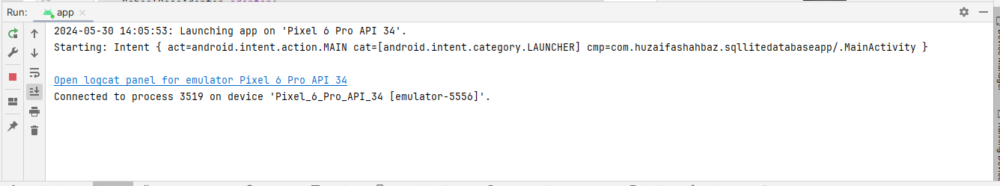 Run: app
2024-05-30 14:05:53: Launching app on 'Pixel 6 Pro API 34'.
Starting: Intent { act=android.intent.action.MAIN cat=[android.intent.category.LAUNCHER] cmp=com.huzaifashahbaz.sqllitedatabaseapp/.MainActivity }
Open logcat panel for emulator Pixel 6 Pro API 34
Connected to process 3519 on device 'Pixel_6_Pro_API_34 [emulator-5556]'.